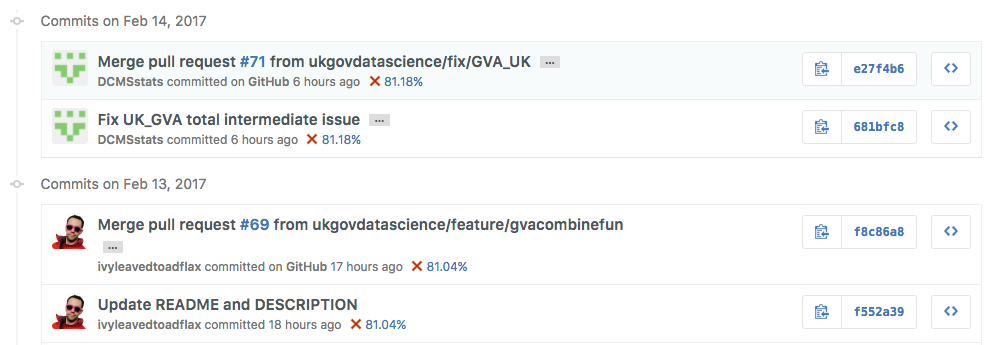 Commits on Feb 14, 2017
Merge pull request #71 from ukgovdatascience/fix/GVA_UK ...
DCMSstats committed on GitHub 6 hours ago ✕ 81.18%
e27f4b6 <>
Fix UK_GVA total intermediate issue ...
DCMSstats committed 6 hours ago ✕ 81.18%
681bfc8 <>
Commits on Feb 13, 2017
Merge pull request #69 from ukgovdatascience/feature/gvacombinefun
...
ivyleavedtoadflax committed on GitHub 17 hours ago ✕ 81.04%
f8c86a8 <>
Update README and DESCRIPTION
ivyleavedtoadflax committed 18 hours ago ✕ 81.04%
f552a39 <>